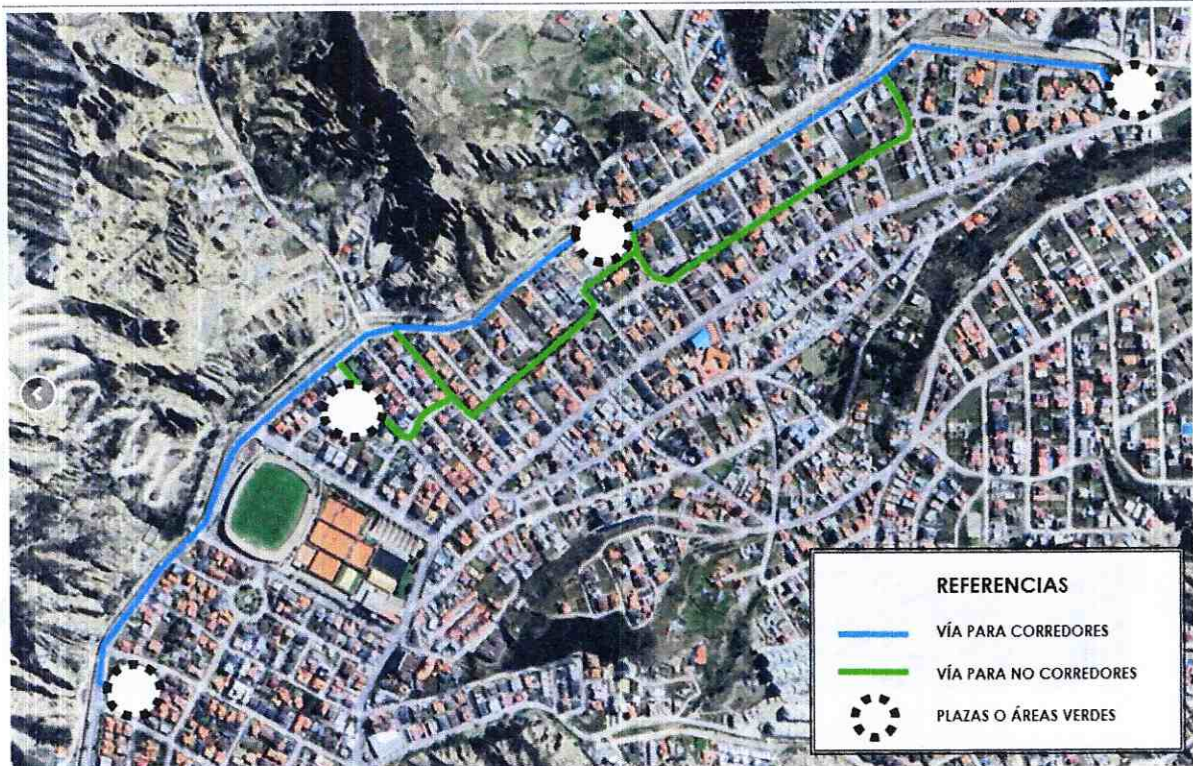 REFERENCIAS
VÍA PARA CORREDORES
VÍA PARA NO CORREDORES
PLAZAS O ÁREAS VERDES